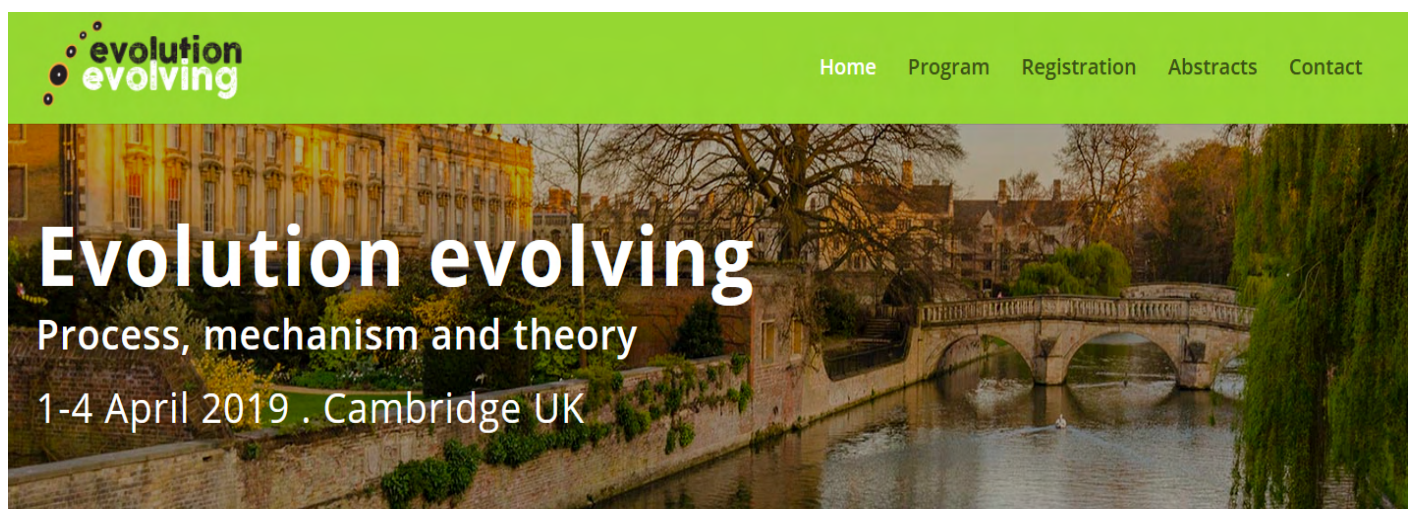 evolution
evolving
Home Program Registration Abstracts Contact
Evolution evolving
Process, mechanism and theory
1-4 April 2019 . Cambridge UK